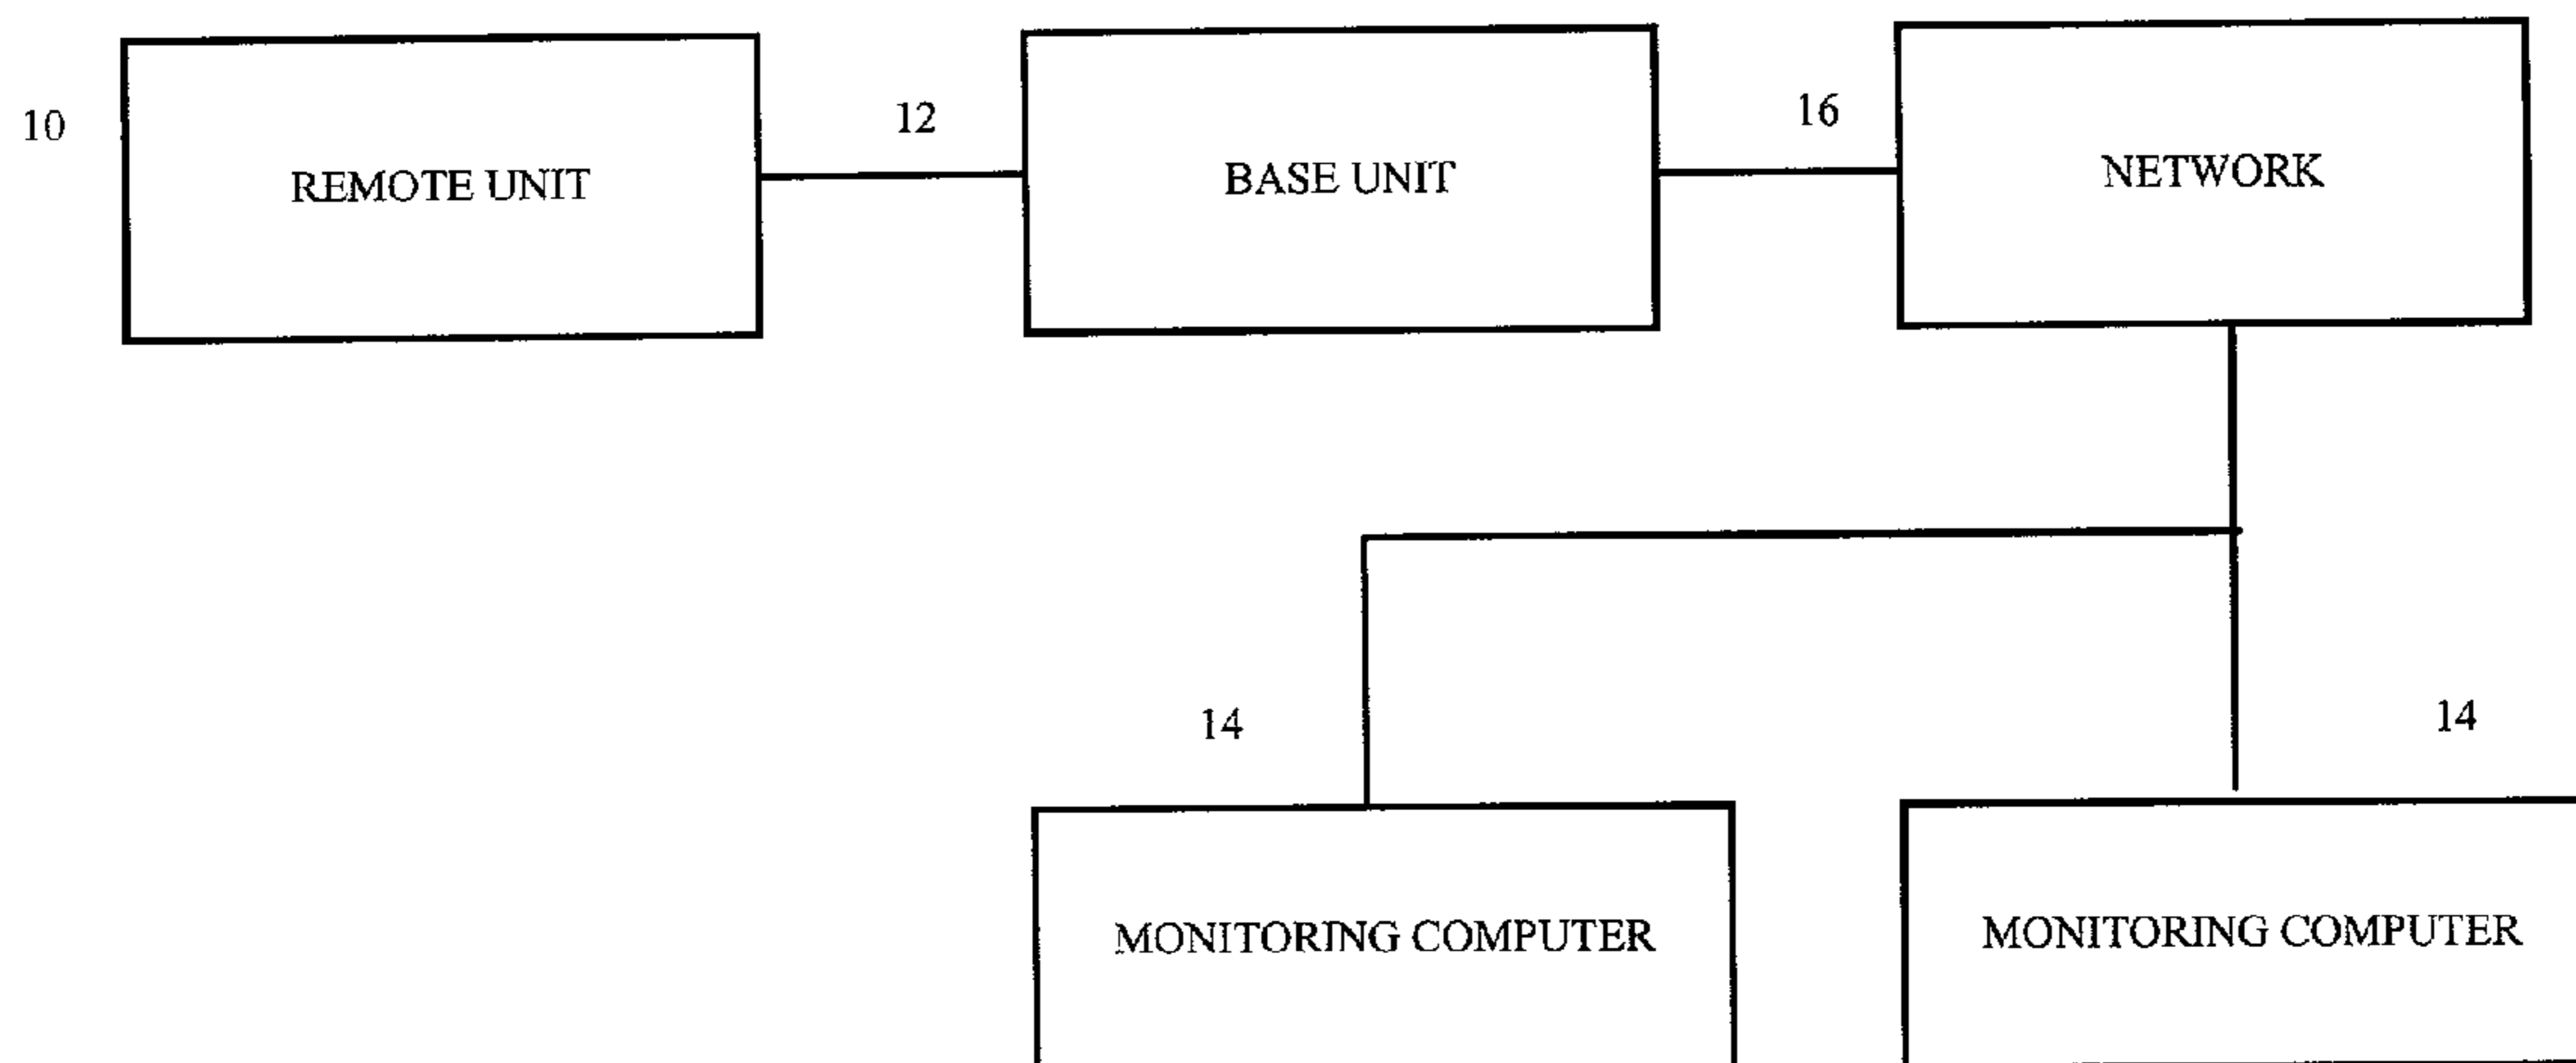 10
REMOTE UNIT
12
BASE UNIT
16
NETWORK
14
MONITORING COMPUTER
14
MONITORING COMPUTER